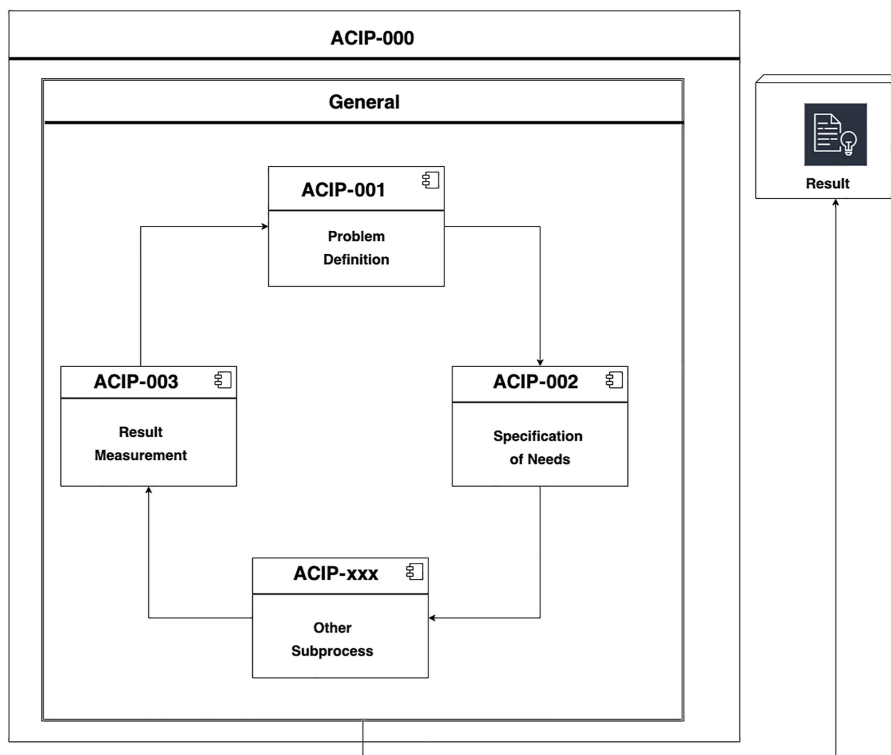 ACIP-000
General
Result
ACIP-001
Problem
Definition
ACIP-003
Result
Measurement
ACIP-002
Specification
of Needs
ACIP-xxx
Other
Subprocess